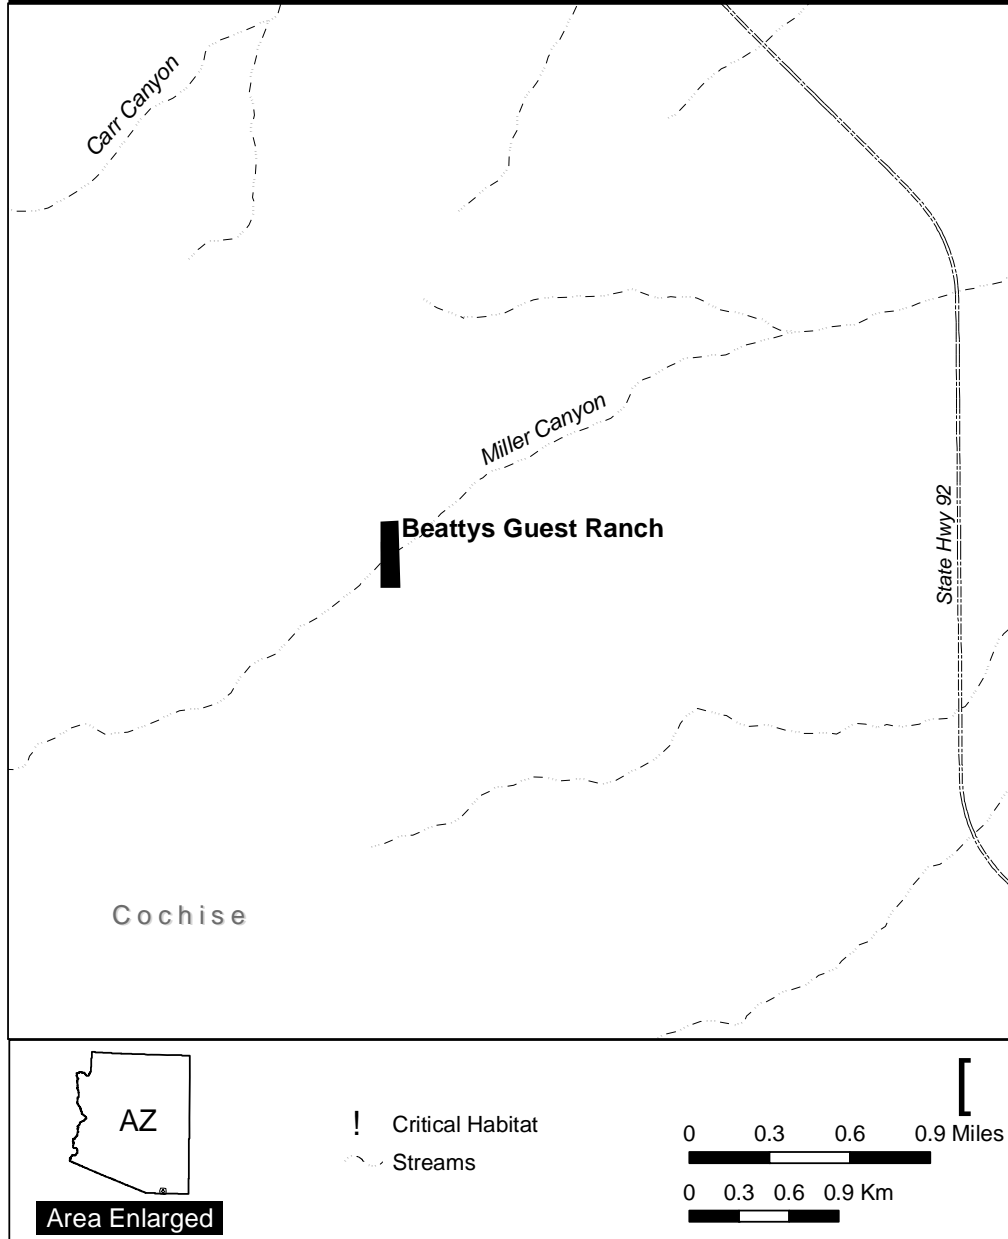 Carr Canyon
Miller Canyon
Beattys Guest Ranch
State Hwy 92
Cochise
AZ
Area Enlarged
! Critical Habitat
Streams
[
0 0.3 0.6 0.9 Miles
0 0.3 0.6 0.9 Km